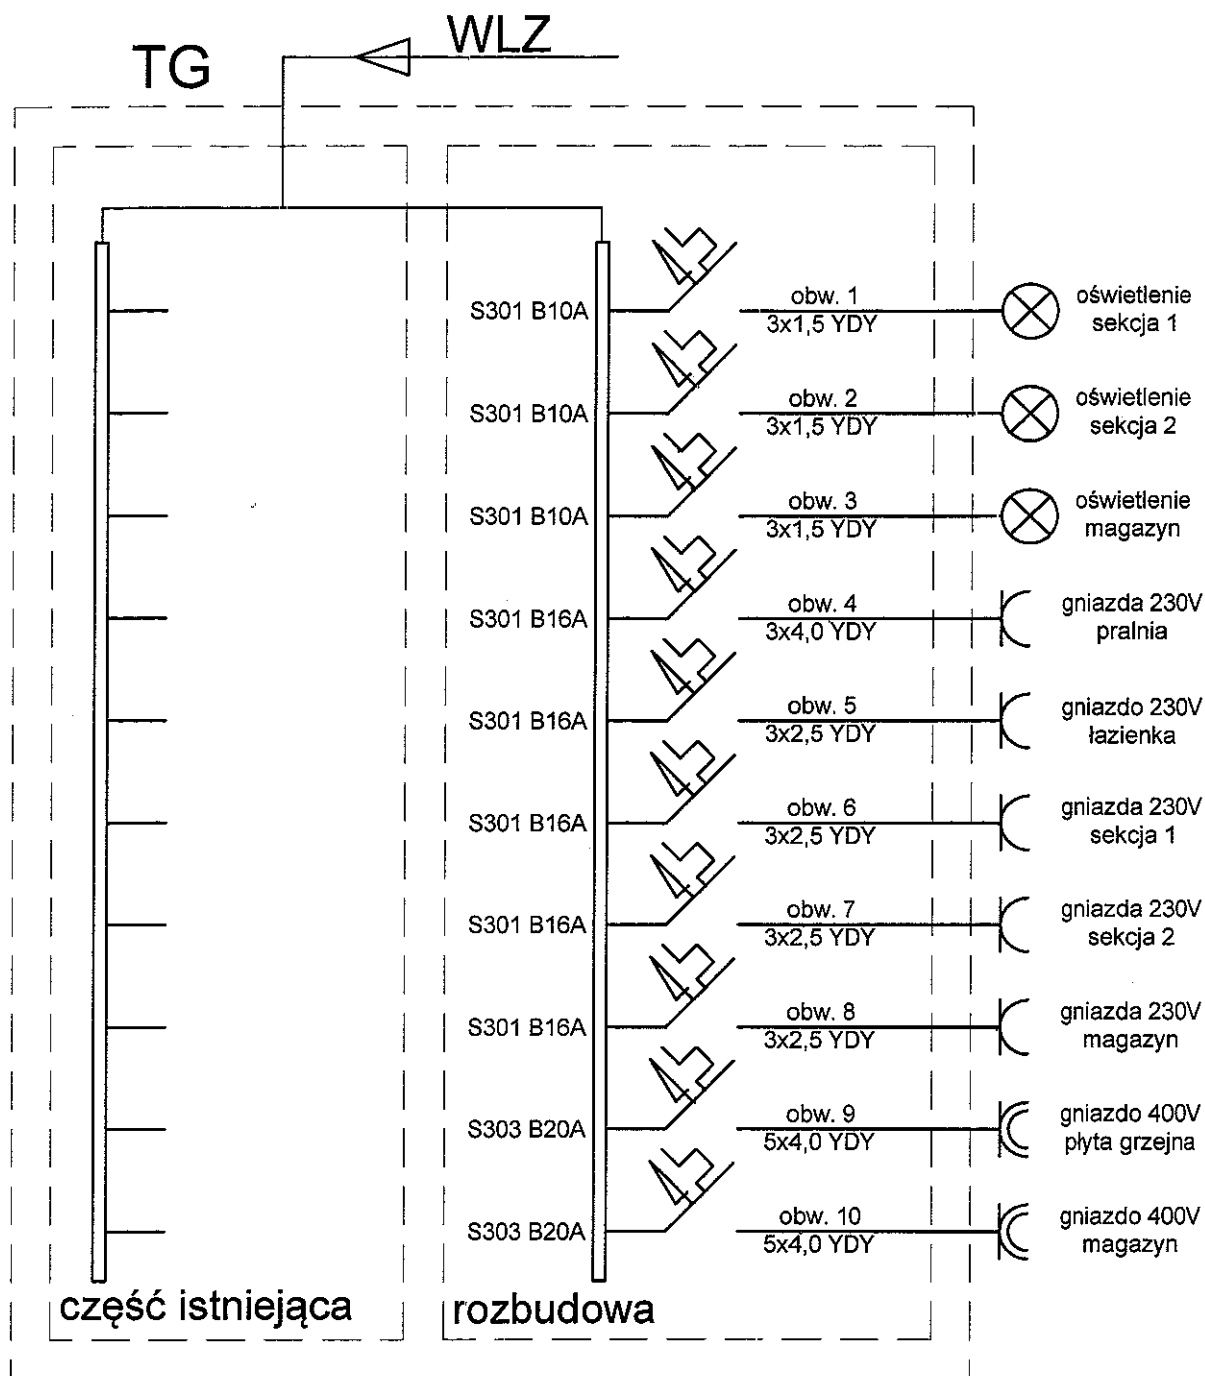 WLZ
TG
S301 B10A
obw. 1
3x1,5 YDY
oświetlenie
sekcja 1
S301 B10A
obw. 2
3x1,5 YDY
oświetlenie
sekcja 2
S301 B10A
obw. 3
3x1,5 YDY
oświetlenie
magazyn
S301 B16A
obw. 4
3x4,0 YDY
gniazda 230V
pralnia
S301 B16A
obw. 5
3x2,5 YDY
gniazdo 230V
łazienka
S301 B16A
obw. 6
3x2,5 YDY
gniazda 230V
sekcja 1
S301 B16A
obw. 7
3x2,5 YDY
gniazda 230V
sekcja 2
S301 B16A
obw. 8
3x2,5 YDY
gniazda 230V
magazyn
S303 B20A
obw. 9
5x4,0 YDY
gniazdo 400V
płyta grzejna
S303 B20A
obw. 10
5x4,0 YDY
gniazdo 400V
magazyn
część istniejąca
rozbudowa